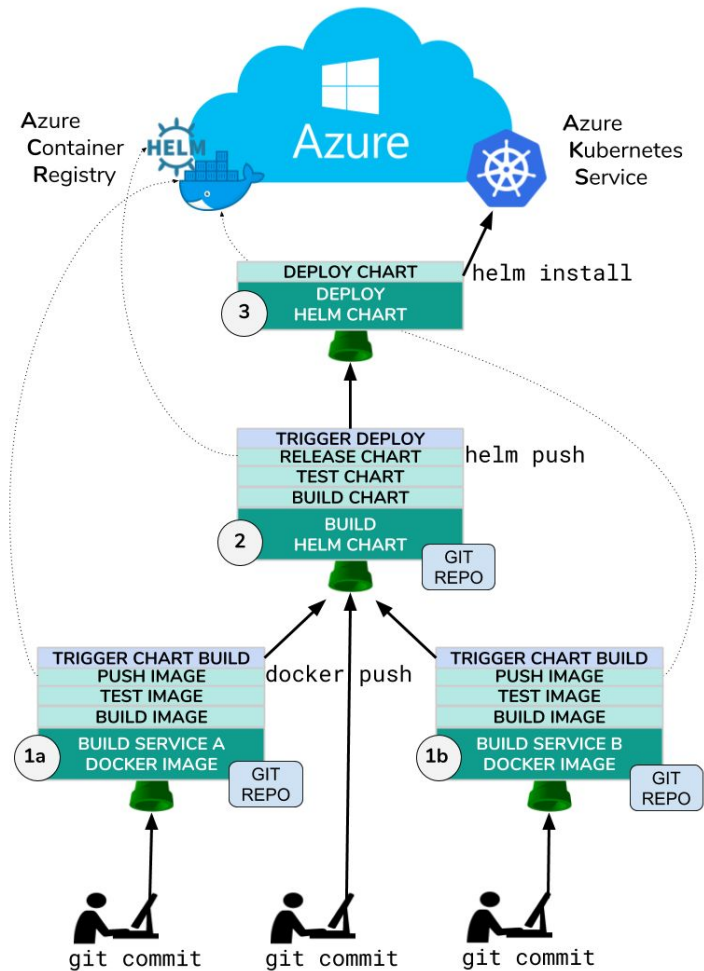 Azure
Azure
Container
Registry
HELM
Azure
Kubernetes
Service
DEPLOY CHART
helm install
DEPLOY
HELM CHART
3
TRIGGER DEPLOY
RELEASE CHART
helm push
TEST CHART
BUILD CHART
BUILD
HELM CHART
2
GIT
REPO
TRIGGER CHART BUILD
PUSH IMAGE
docker push
TEST IMAGE
BUILD IMAGE
BUILD SERVICE A
DOCKER IMAGE
1a
GIT
REPO
TRIGGER CHART BUILD
PUSH IMAGE
TEST IMAGE
BUILD IMAGE
BUILD SERVICE B
DOCKER IMAGE
1b
GIT
REPO
git commit
git commit
git commit